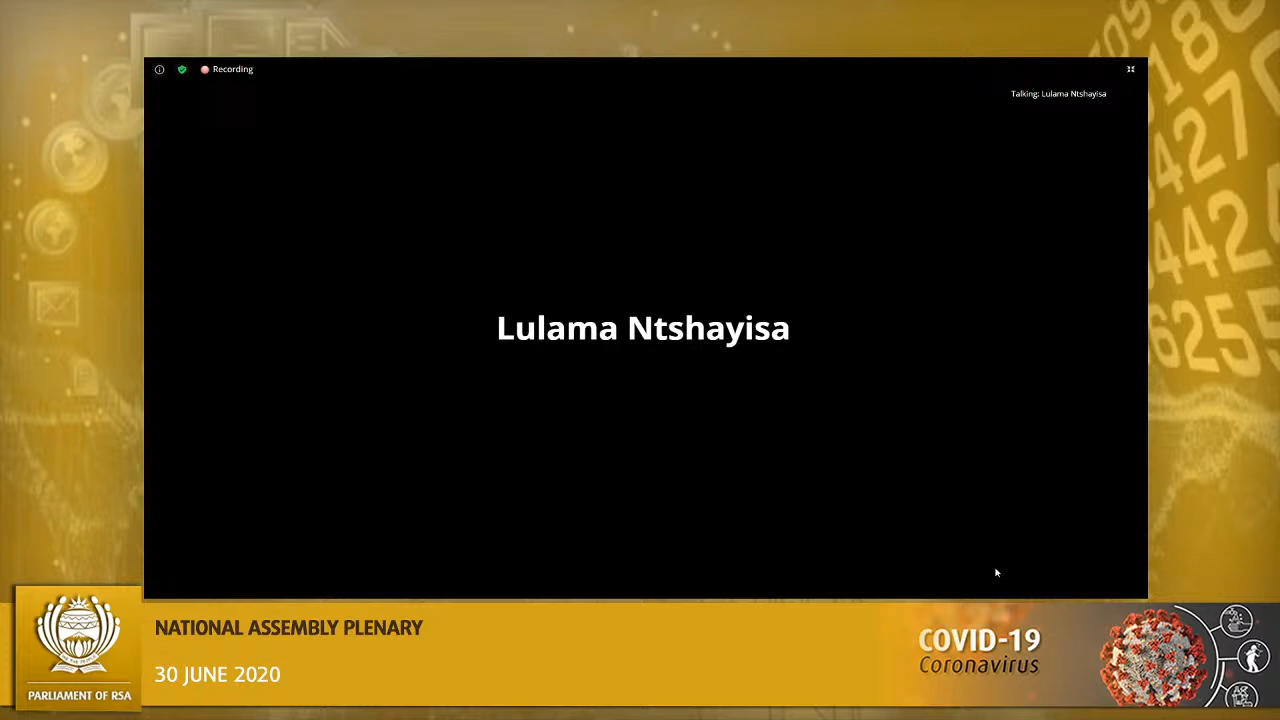 Recording
Talking: Lulama Ntshayisa
Lulama Ntshayisa
NATIONAL ASSEMBLY PLENARY
30 JUNE 2020
PARLIAMENT OF RSA
COVID-19
Coronavirus